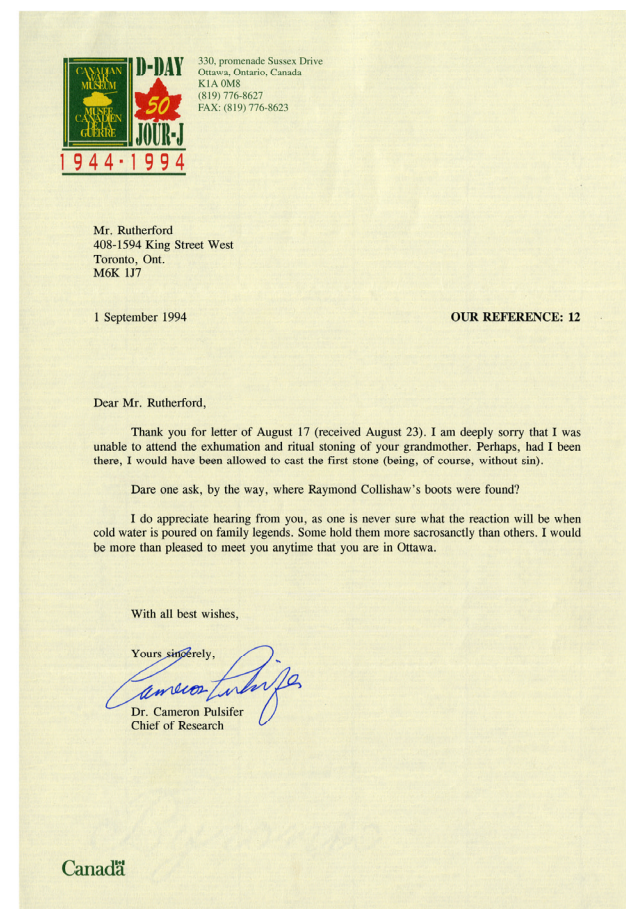 CANADIAN
WAR
MUSEUM
MUSÉE
CANADIEN
DE LA
GUERRE
D-DAY
50
JOUR-J
1944·1994
330, promenade Sussex Drive
Ottawa, Ontario, Canada
K1A 0M8
(819) 776-8627
FAX: (819) 776-8623
Mr. Rutherford
408-1594 King Street West
Toronto, Ont.
M6K 1J7
1 September 1994
OUR REFERENCE: 12
Dear Mr. Rutherford,
Thank you for letter of August 17 (received August 23). I am deeply sorry that I was
unable to attend the exhumation and ritual stoning of your grandmother. Perhaps, had I been
there, I would have been allowed to cast the first stone (being, of course, without sin).
Dare one ask, by the way, where Raymond Collishaw's boots were found?
I do appreciate hearing from you, as one is never sure what the reaction will be when
cold water is poured on family legends. Some hold them more sacrosanctly than others. I would
be more than pleased to meet you anytime that you are in Ottawa.
With all best wishes,
Yours sincerely,
Cameron Pulsifer
Dr. Cameron Pulsifer
Chief of Research
Canada